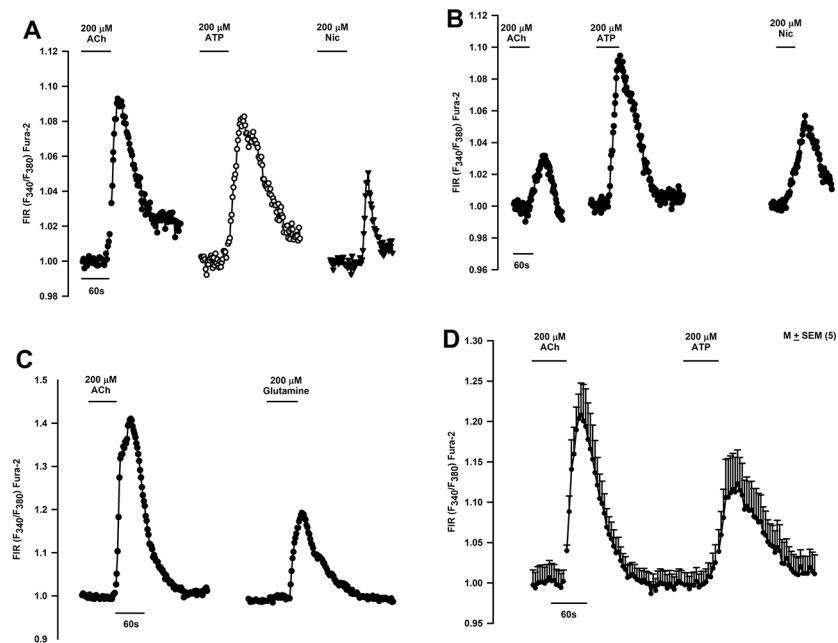 A
200 µM
ACh
200 µM
ATP
200 µM
Nic
FIR (F340/F380) Fura-2
1.12
1.10
1.08
1.06
1.04
1.02
1.00
0.98
60s
B
200 µM
ACh
200 µM
ATP
200 µM
Nic
FIR (F340/F380) Fura-2
1.10
1.08
1.06
1.04
1.02
1.00
0.98
0.96
60s
C
200 µM
ACh
200 µM
Glutamine
FIR (F340/F380) Fura-2
1.5
1.4
1.3
1.2
1.1
1.0
0.9
60s
D
200 µM
ACh
200 µM
ATP
M ± SEM (5)
FIR (F340/F380) Fura-2
1.30
1.25
1.20
1.15
1.10
1.05
1.00
0.95
60s